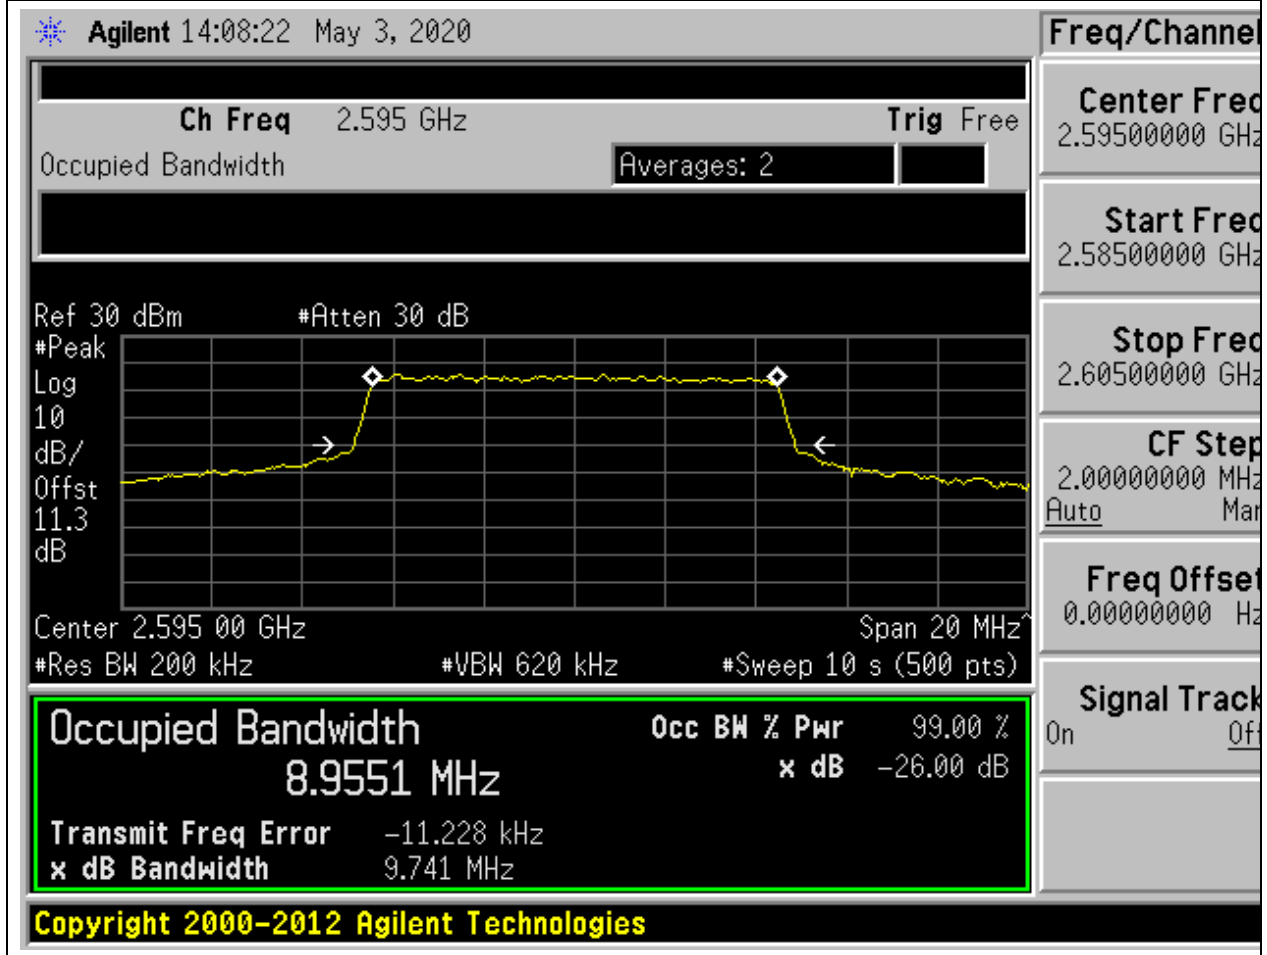 Agilent 14:08:22 May 3, 2020
Freq/Channel
Ch Freq 2.595 GHz Trig Free
Occupied Bandwidth Averages: 2
Center Freq
2.59500000 GHz
Start Freq
2.58500000 GHz
Stop Freq
2.60500000 GHz
CF Step
2.00000000 MHz
Auto Man
Freq Offset
0.00000000 Hz
Signal Track
On Off
Ref 30 dBm #Atten 30 dB
#Peak
Log
10
dB/
Offst
11.3
dB
Center 2.595 00 GHz Span 20 MHz^
#Res BW 200 kHz #VBW 620 kHz #Sweep 10 s (500 pts)
Occupied Bandwidth Occ BW % Pwr 99.00 %
8.9551 MHz x dB -26.00 dB
Transmit Freq Error -11.228 kHz
x dB Bandwidth 9.741 MHz
Copyright 2000-2012 Agilent Technologies